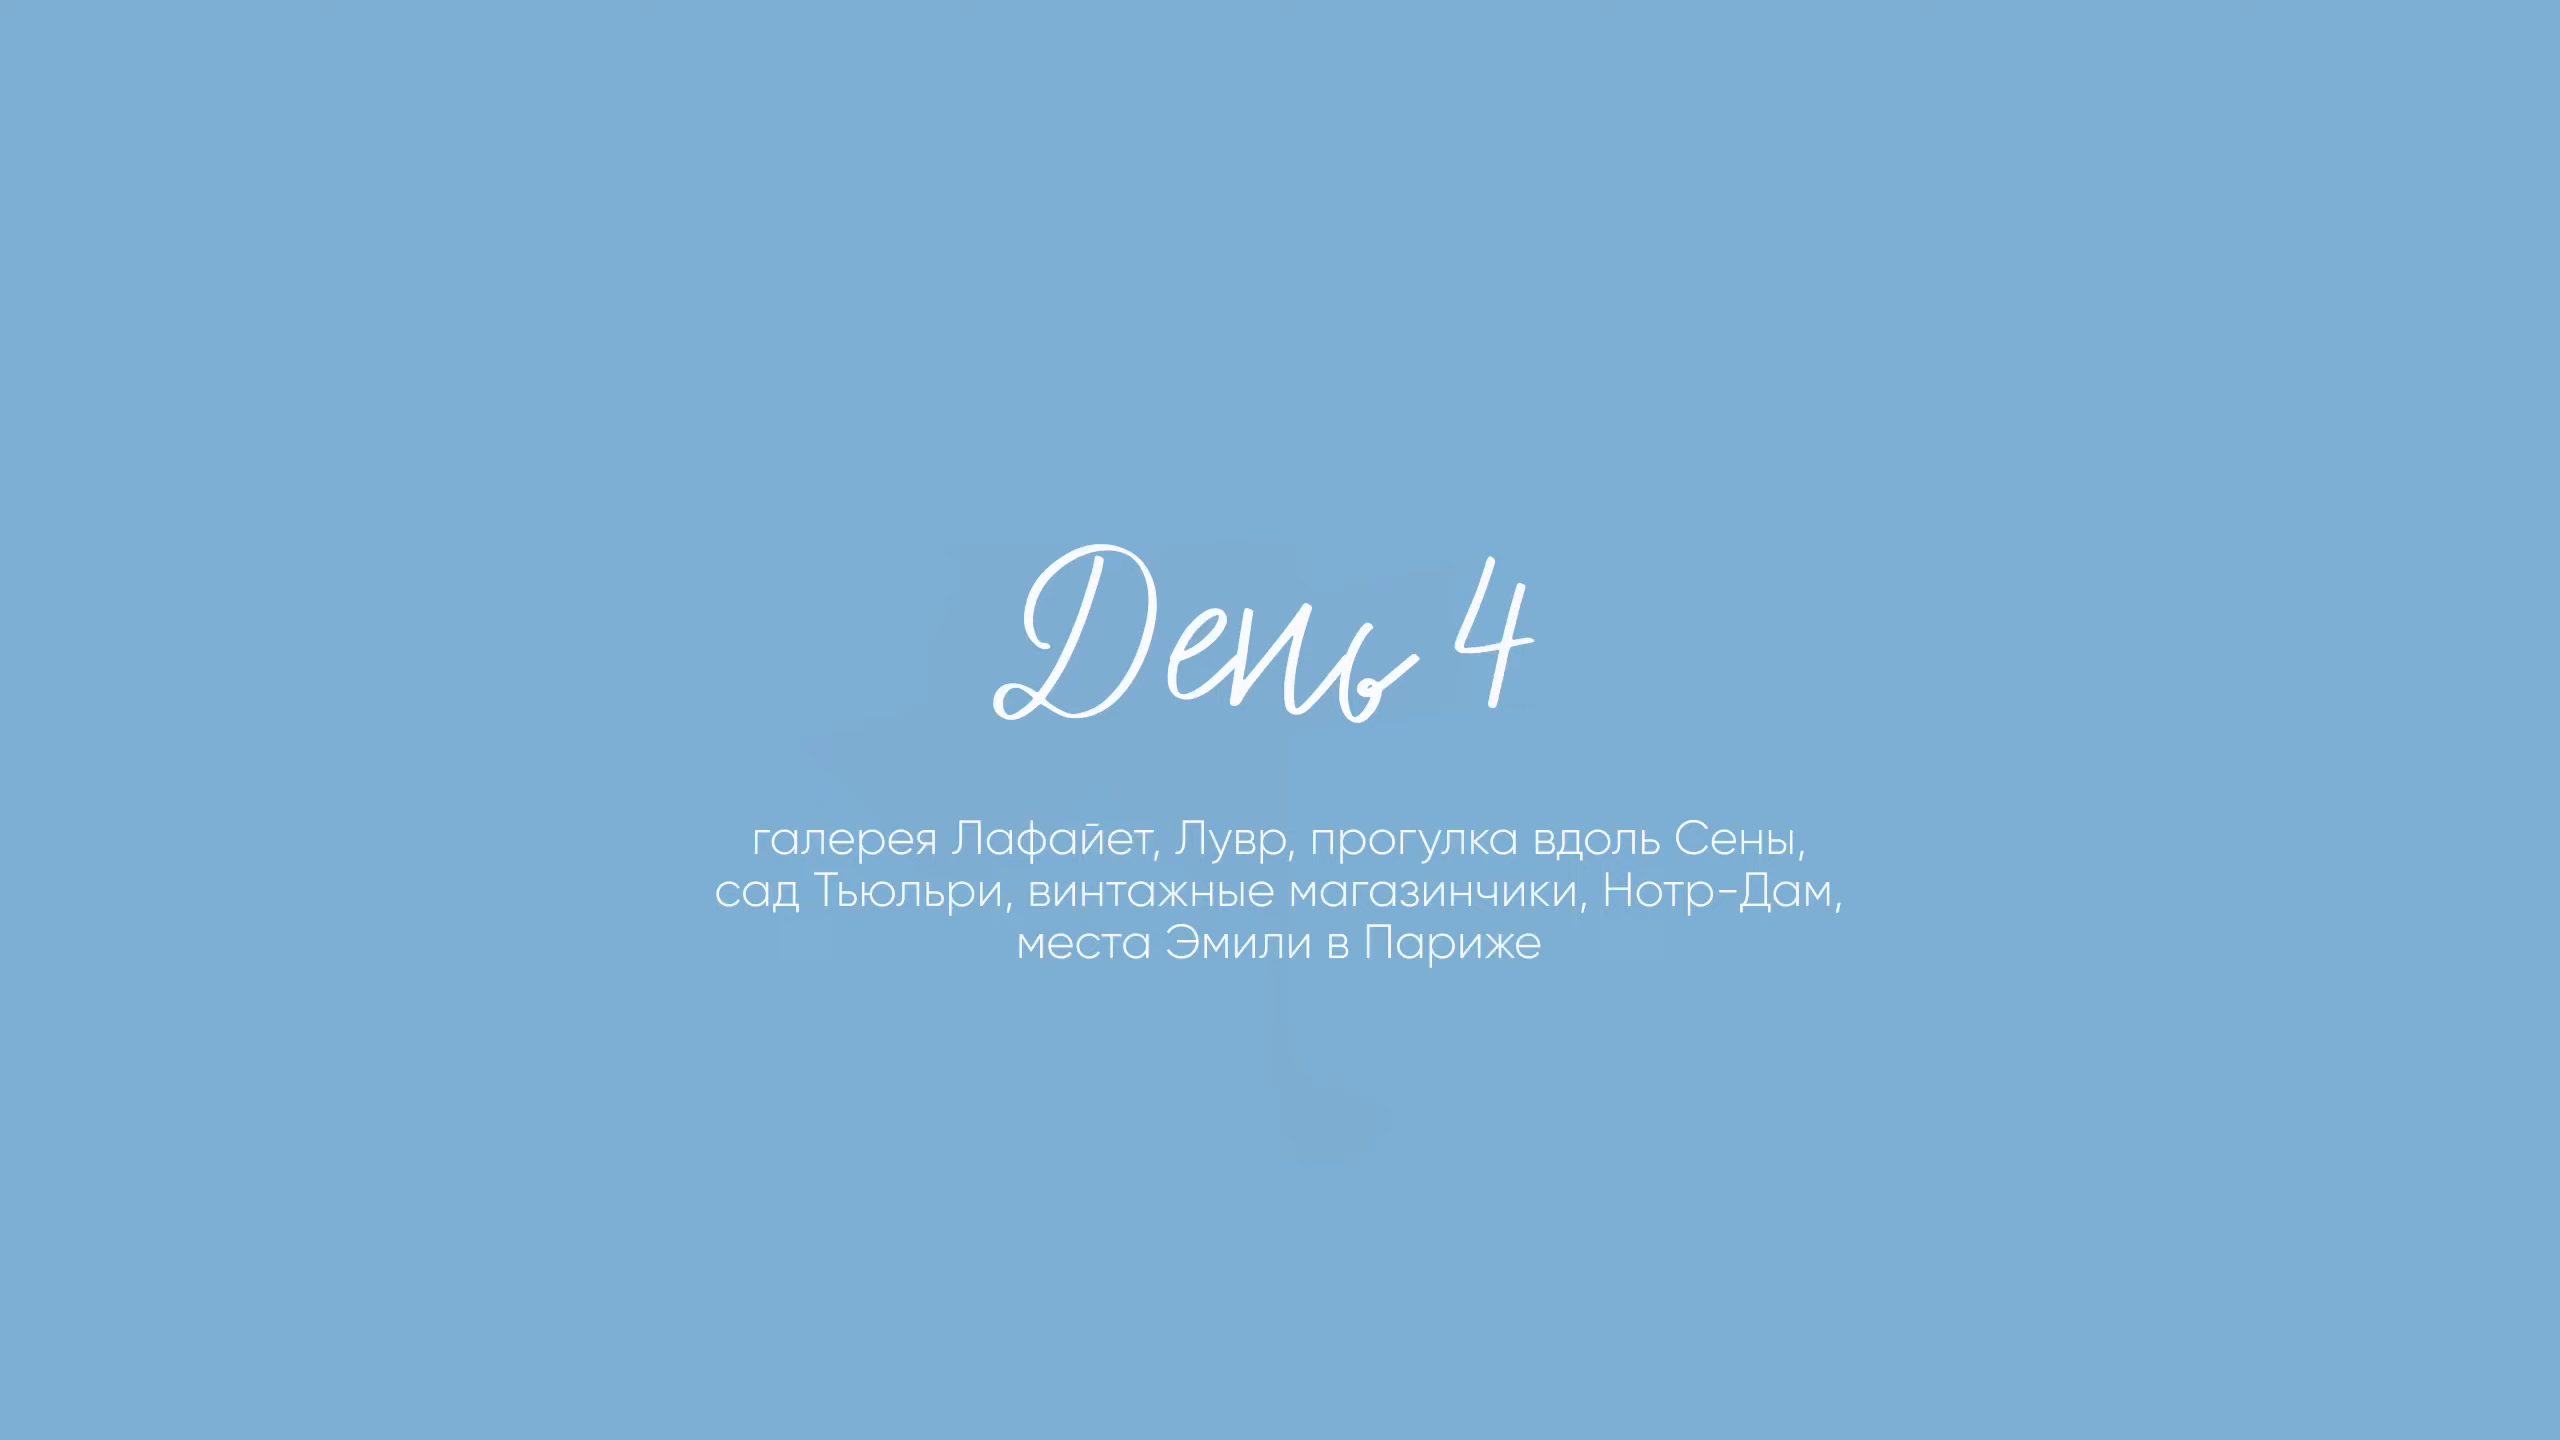 День 4
галерея Лафайет, Лувр, прогулка вдоль Сены,
сад Тьюльри, винтажные магазинчики, Нотр-Дам,
места Эмили в Париже